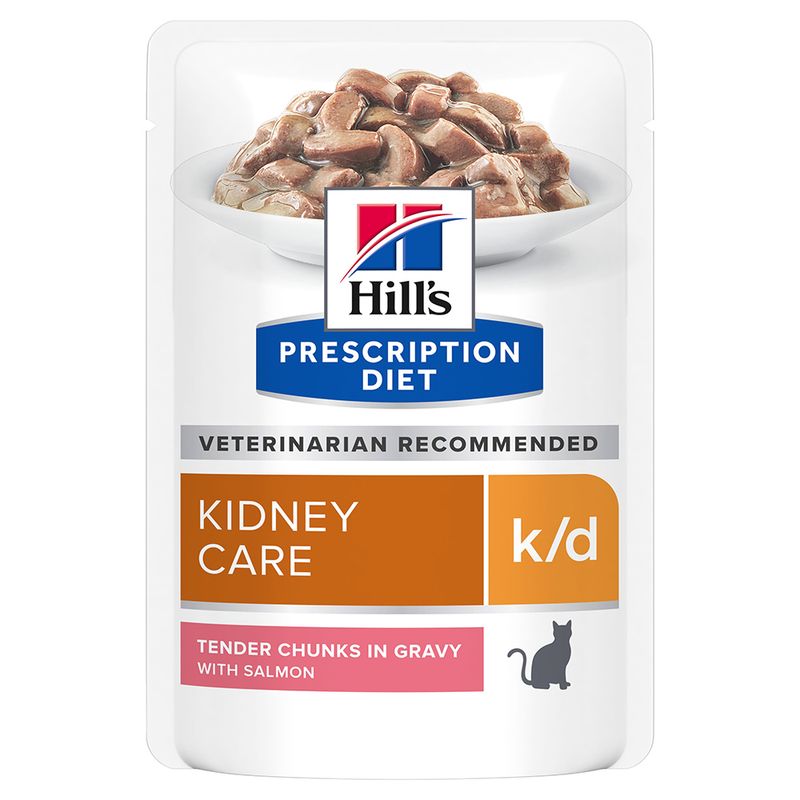 Hill's
PRESCRIPTION
DIET
VETERINARIAN RECOMMENDED
KIDNEY
CARE
k/d
TENDER CHUNKS IN GRAVY
WITH SALMON